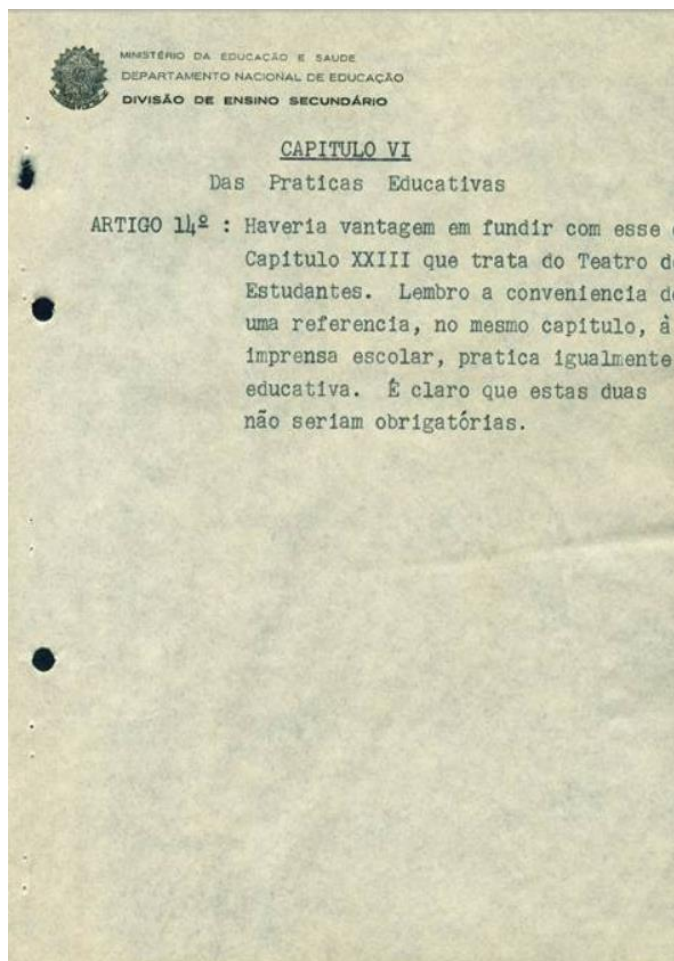 MINISTÉRIO DA EDUCAÇÃO E SAUDE
DEPARTAMENTO NACIONAL DE EDUCAÇÃO
DIVISÃO DE ENSINO SECUNDÁRIO
CAPITULO VI
Das Praticas Educativas
ARTIGO 14º : Haveria vantagem em fundir com esse
Capitulo XXIII que trata do Teatro d
Estudantes. Lembro a conveniencia d
uma referencia, no mesmo capitulo, à
imprensa escolar, pratica igualmente
educativa. É claro que estas duas
não seriam obrigatórias.